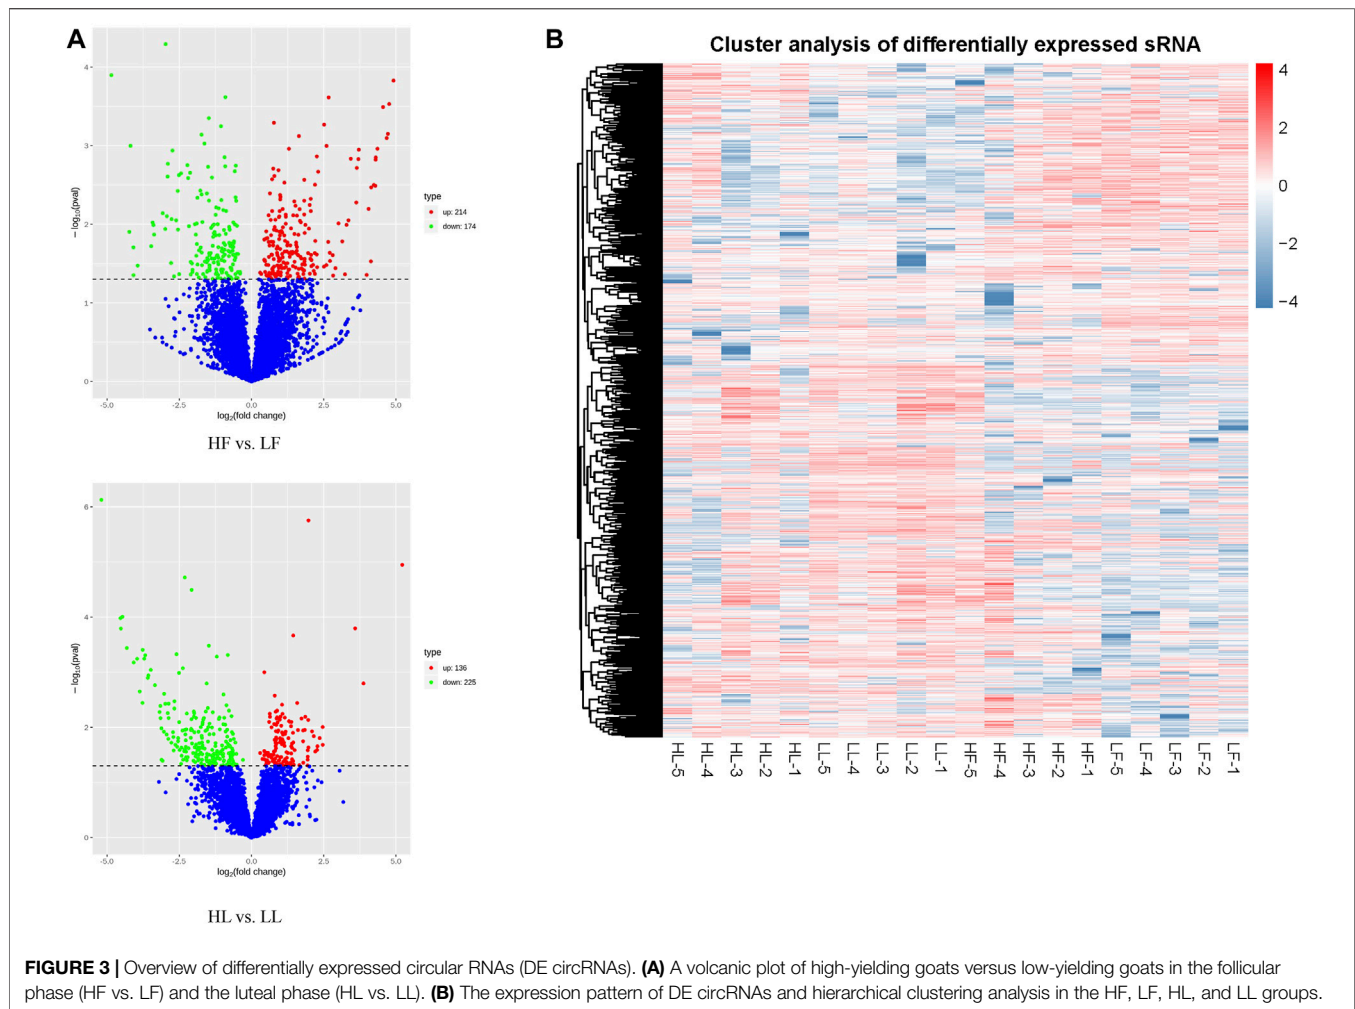 A
4
3
2
1
0
− log10(pval)
-5.0 -2.5 0.0 2.5 5.0
log2(fold change)
type
up: 214
down: 174
HF vs. LF
6
4
2
0
− log10(pval)
-5.0 -2.5 0.0 2.5 5.0
log2(fold change)
type
up: 136
down: 225
HL vs. LL
B
Cluster analysis of differentially expressed sRNA
4
2
0
−2
−4
HL-5 HL-4 HL-3 HL-2 HL-1 LL-5 LL-4 LL-3 LL-2 LL-1 HF-5 HF-4 HF-3 HF-2 HF-1 LF-5 LF-4 LF-3 LF-2 LF-1
FIGURE 3 | Overview of differentially expressed circular RNAs (DE circRNAs). (A) A volcanic plot of high-yielding goats versus low-yielding goats in the follicular
phase (HF vs. LF) and the luteal phase (HL vs. LL). (B) The expression pattern of DE circRNAs and hierarchical clustering analysis in the HF, LF, HL, and LL groups.